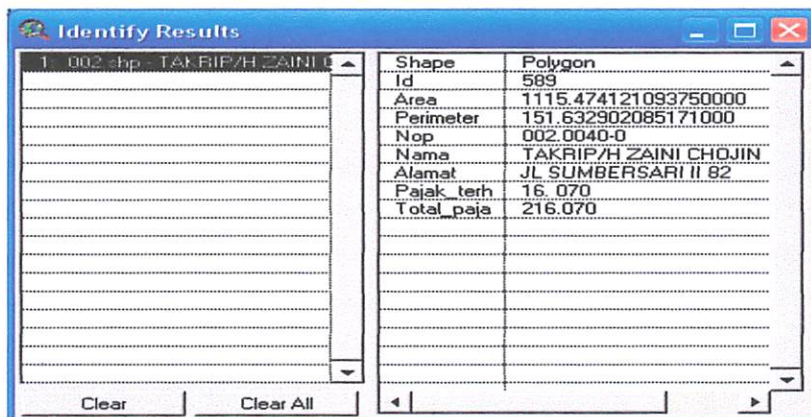 Identify Results
1: 002.shp - TAKRIP/H ZAINI C
Shape Polygon
Id 589
Area 1115.474121093750000
Perimeter 151.632902085171000
Nop 002.0040-0
Nama TAKRIP/H ZAINI CHOJIN
Alamat JL SUMBERSARI II 82
Pajak_terh 16. 070
Total_paja 216.070
Clear Clear All